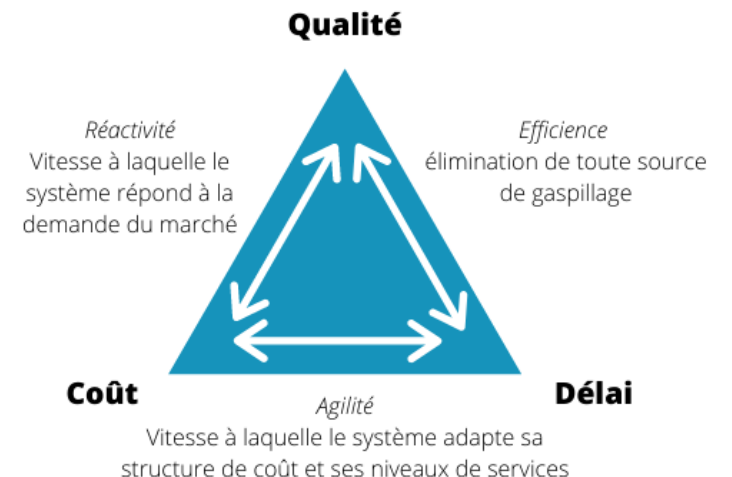 Qualité
Réactivité
Vitesse à laquelle le
système répond à la
demande du marché
Efficience
élimination de toute source
de gaspillage
Coût
Délai
Agilité
Vitesse à laquelle le système adapte sa
structure de coût et ses niveaux de services